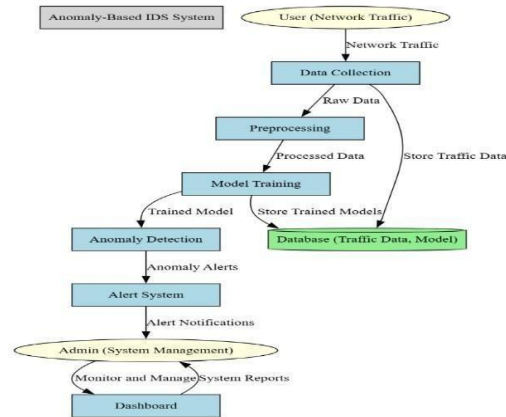 Anomaly-Based IDS System
User (Network Traffic)
Network Traffic
Data Collection
Raw Data
Preprocessing
Store Traffic Data
Processed Data
Model Training
Trained Model
Store Trained Models
Anomaly Detection
Database (Traffic Data, Model)
Anomaly Alerts
Alert System
Alert Notifications
Admin (System Management)
Monitor and Manage
System Reports
Dashboard